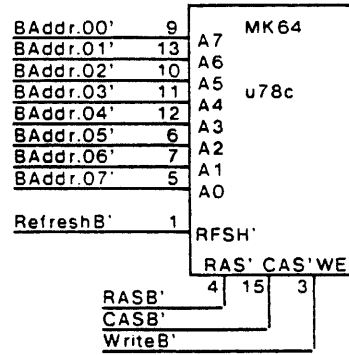 BAddr.00' 9 A7 MK64
BAddr.01' 13 A6
BAddr.02' 10 A5 u78c
BAddr.03' 11 A4
BAddr.04' 12 A3
BAddr.05' 6 A2
BAddr.06' 7 A1
BAddr.07' 5 A0
RefreshB' 1 RFSH'
RAS' CAS' WE
RASB' 4 15 3
CASB'
WriteB'